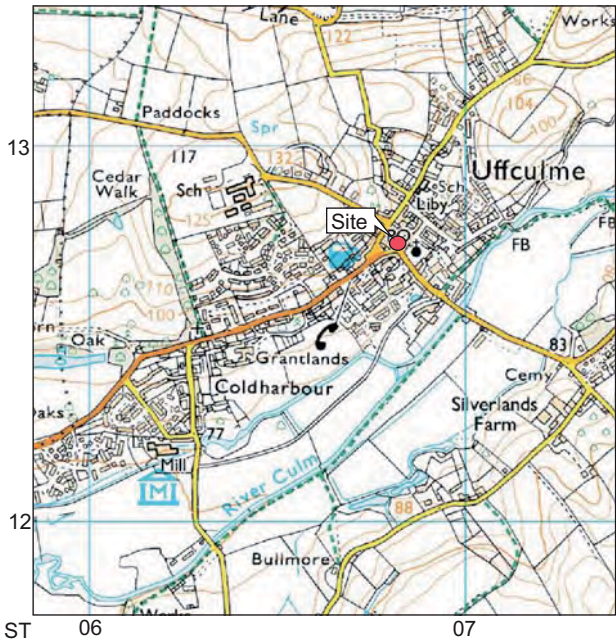 Lane
122
Works
96
104
100
Paddocks
Spr
13
117
132
Uffculme
Cedar
Walk
Sch
Sch
Liby
125
Site
FB
Fb
110
100
Oak
Grantlands
83
Coldharbour
Cemy
Oaks
Silverlands
Farm
77
Mill
M
River Culm
12
88
Bullmore
Works
ST
06
07